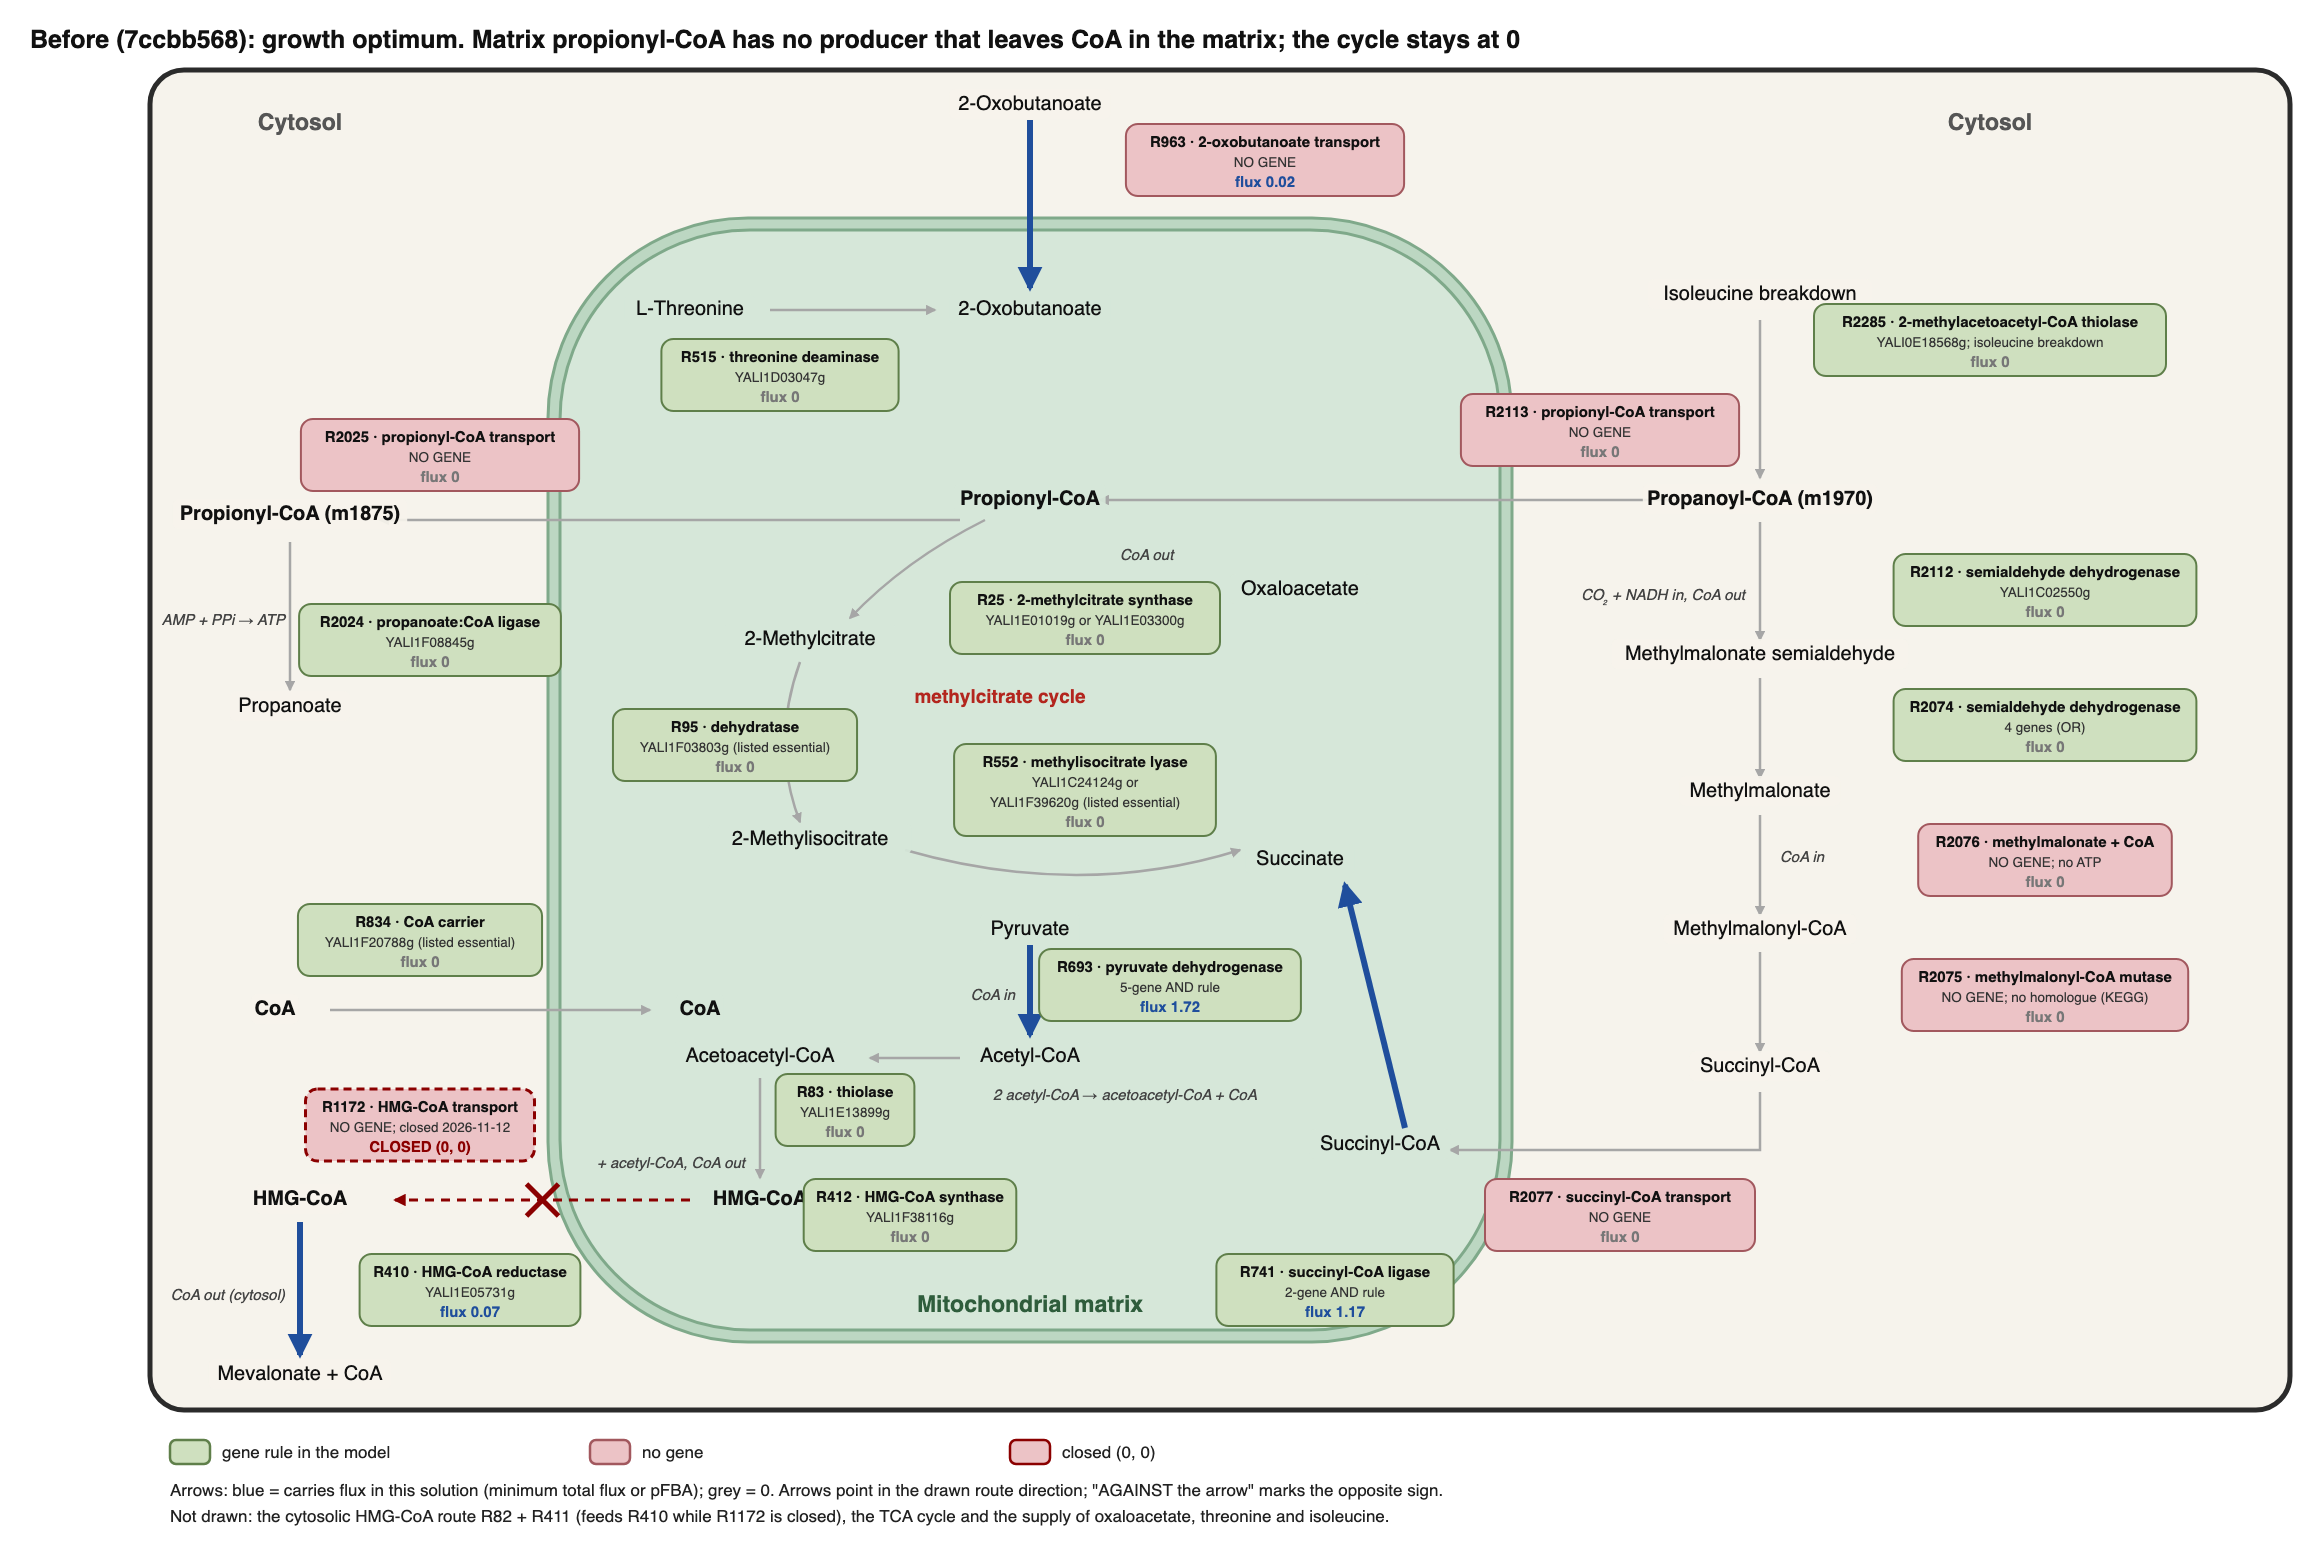 Before (7ccbb568): growth optimum. Matrix propionyl-CoA has no producer that leaves CoA in the matrix; the cycle stays at 0
Cytosol
2-Oxobutanoate
Cytosol
R963 · 2-oxobutanoate transport
NO GENE
flux 0.02
L-Threonine
2-Oxobutanoate
R515 · threonine deaminase
YALI1D03047g
flux 0
Isoleucine breakdown
R2285 · 2-methylacetoacetyl-CoA thiolase
YALI0E18568g; isoleucine breakdown
flux 0
R2025 · propionyl-CoA transport
NO GENE
flux 0
R2113 · propionyl-CoA transport
NO GENE
flux 0
Propionyl-CoA (m1875)
Propionyl-CoA
Propanoyl-CoA (m1970)
CoA out
R25 · 2-methylcitrate synthase
YALI1E01019g or YALI1E03300g
flux 0
Oxaloacetate
CO2 + NADH in, CoA out
R2112 · semialdehyde dehydrogenase
YALI1C02550g
flux 0
AMP + PPi → ATP
R2024 · propanoate:CoA ligase
YALI1F08845g
flux 0
2-Methylcitrate
Methylmalonate semialdehyde
Propanoate
methylcitrate cycle
R95 · dehydratase
YALI1F03803g (listed essential)
flux 0
R2074 · semialdehyde dehydrogenase
4 genes (OR)
flux 0
R552 · methylisocitrate lyase
YALI1C24124g or
YALI1F39620g (listed essential)
flux 0
Methylmalonate
2-Methylisocitrate
Succinate
CoA in
R2076 · methylmalonate + CoA
NO GENE; no ATP
flux 0
R834 · CoA carrier
YALI1F20788g (listed essential)
flux 0
Pyruvate
Methylmalonyl-CoA
CoA in
R693 · pyruvate dehydrogenase
5-gene AND rule
flux 1.72
R2075 · methylmalonyl-CoA mutase
NO GENE; no homologue (KEGG)
flux 0
CoA
CoA
Acetoacetyl-CoA
Acetyl-CoA
Succinyl-CoA
R83 · thiolase
YALI1E13899g
flux 0
2 acetyl-CoA → acetoacetyl-CoA + CoA
R1172 · HMG-CoA transport
NO GENE; closed 2026-11-12
CLOSED (0, 0)
Succinyl-CoA
+ acetyl-CoA, CoA out
HMG-CoA
HMG-CoA
R412 · HMG-CoA synthase
YALI1F38116g
flux 0
R2077 · succinyl-CoA transport
NO GENE
flux 0
CoA out (cytosol)
R410 · HMG-CoA reductase
YALI1E05731g
flux 0.07
Mitochondrial matrix
R741 · succinyl-CoA ligase
2-gene AND rule
flux 1.17
Mevalonate + CoA
gene rule in the model
no gene
closed (0, 0)
Arrows: blue = carries flux in this solution (minimum total flux or pFBA); grey = 0. Arrows point in the drawn route direction; "AGAINST the arrow" marks the opposite sign.
Not drawn: the cytosolic HMG-CoA route R82 + R411 (feeds R410 while R1172 is closed), the TCA cycle and the supply of oxaloacetate, threonine and isoleucine.